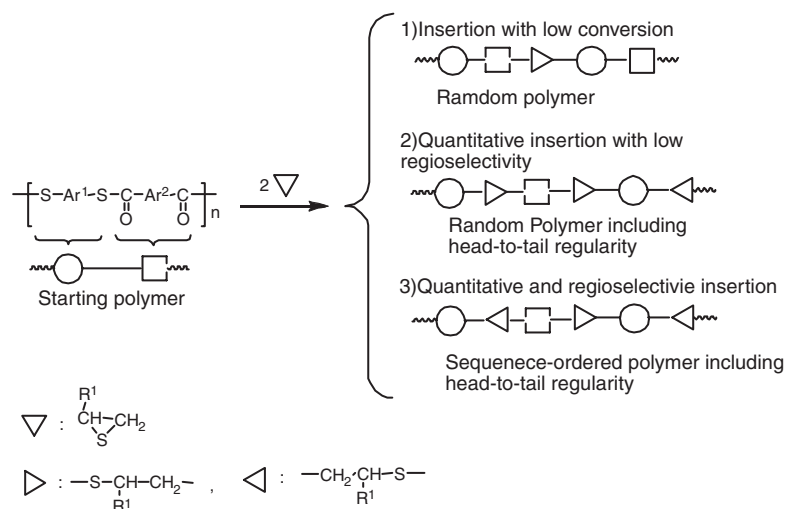 1)Insertion with low conversion
Ramdom polymer
2)Quantitative insertion with low
regioselectivity
Random Polymer including
head-to-tail regularity
3)Quantitative and regioselectivie insertion
Sequenece-ordered polymer including
head-to-tail regularity
S–Ar¹–S–C–Ar²–C
O O
n
2
Starting polymer
R¹
: CH–CH₂
S
: –S–CH–CH₂– , : –CH₂-CH–S–
R¹ R¹